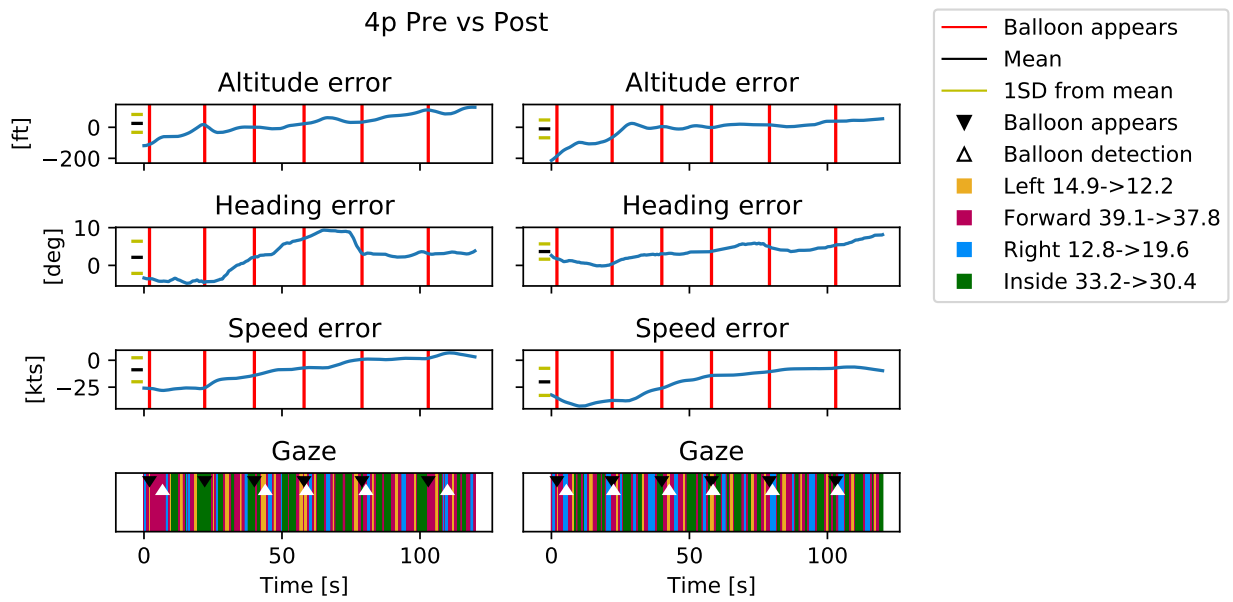 4p Pre vs Post
Altitude error
Altitude error
[ft]
0
−200
Heading error
Heading error
[deg]
10
0
Speed error
Speed error
[kts]
0
−25
Gaze
Gaze
0
50
100
0
50
100
Time [s]
Time [s]
Balloon appears
Mean
1SD from mean
Balloon appears
Balloon detection
Left 14.9->12.2
Forward 39.1->37.8
Right 12.8->19.6
Inside 33.2->30.4